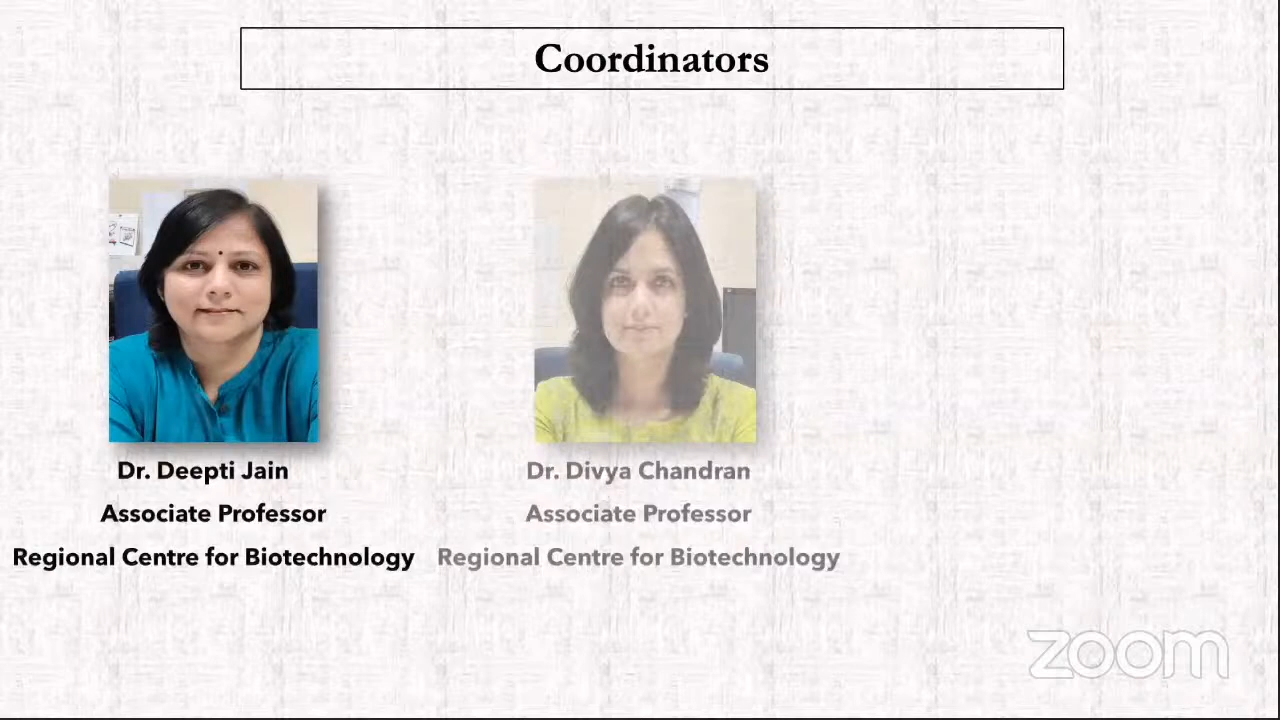 Coordinators
Dr. Deepti Jain
Associate Professor
Regional Centre for Biotechnology
Dr. Divya Chandran
Associate Professor
Regional Centre for Biotechnology
zoom